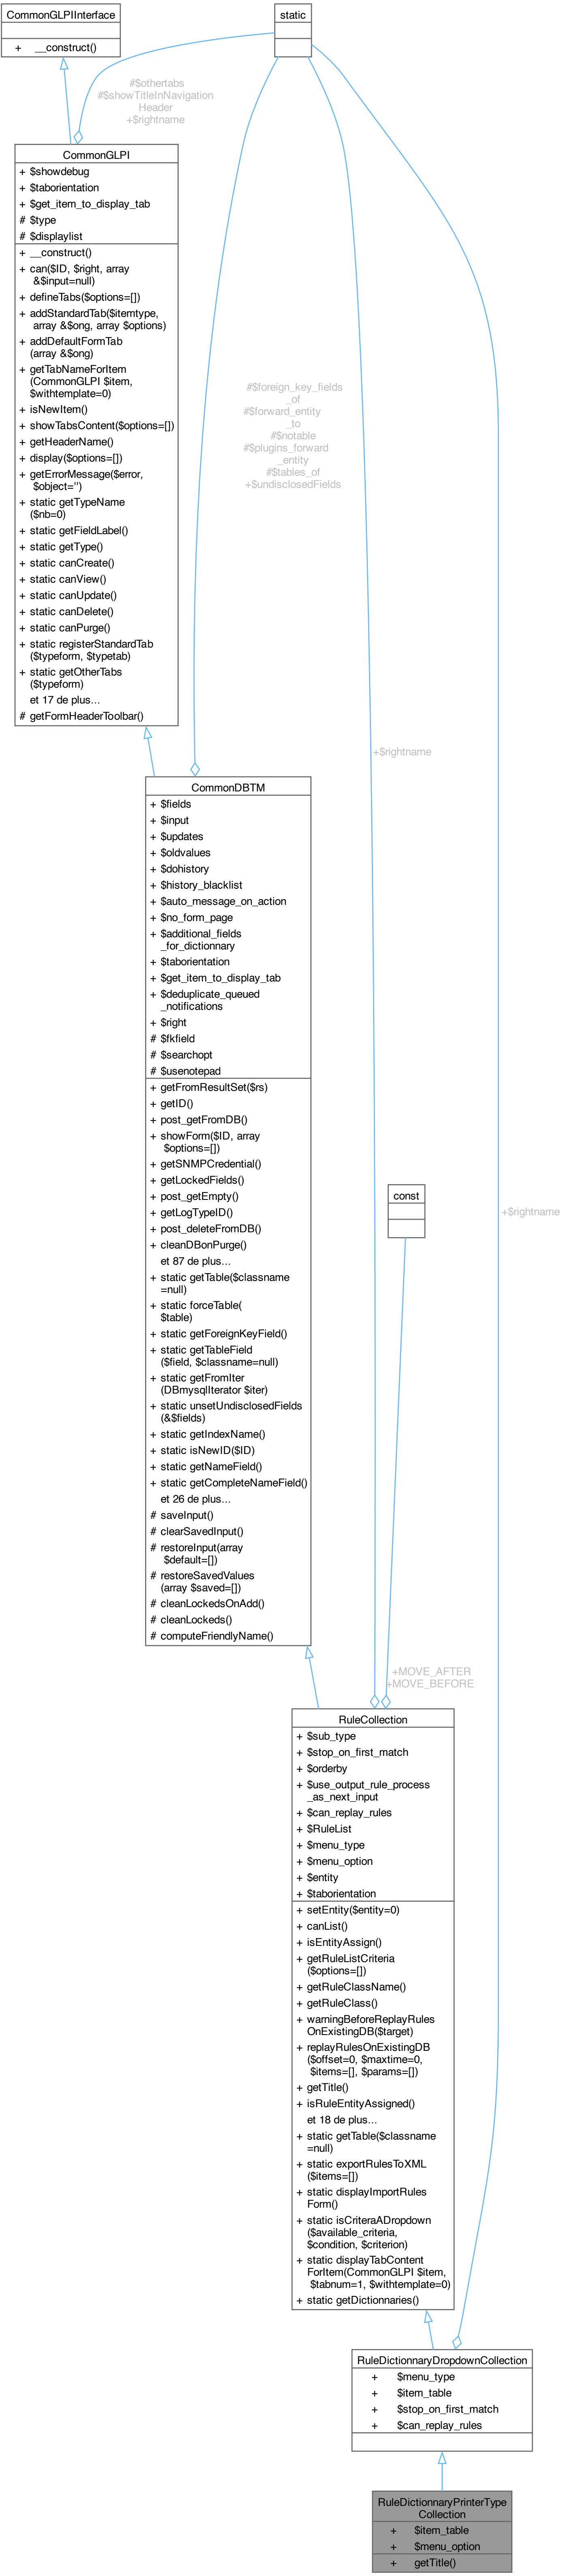 CommonGLPIInterface
+ __construct()
static
#$othertabs
#$showTitleInNavigation
Header
+$rightname
CommonGLPI
+ $showdebug
+ $taborientation
+ $get_item_to_display_tab
# $type
# $displaylist
+ __construct()
+ can($ID, $right, array
&$input=null)
+ defineTabs($options=[])
+ addStandardTab($itemtype,
array &$ong, array $options)
+ addDefaultFormTab
(array &$ong)
+ getTabNameForItem
(CommonGLPI $item,
$withtemplate=0)
+ isNewItem()
+ showTabsContent($options=[])
+ getHeaderName()
+ display($options=[])
+ getErrorMessage($error,
$object='')
+ static getTypeName
($nb=0)
+ static getFieldLabel()
+ static getType()
+ static canCreate()
+ static canView()
+ static canUpdate()
+ static canDelete()
+ static canPurge()
+ static registerStandardTab
($typeform, $typetab)
+ static getOtherTabs
($typeform)
et 17 de plus...
# getFormHeaderToolbar()
#$foreign_key_fields
_of
#$forward_entity
_to
#$notable
#$plugins_forward
_entity
#$tables_of
+$undisclosedFields
+$rightname
CommonDBTM
+ $fields
+ $input
+ $updates
+ $oldvalues
+ $dohistory
+ $history_blacklist
+ $auto_message_on_action
+ $no_form_page
+ $additional_fields
_for_dictionnary
+ $taborientation
+ $get_item_to_display_tab
+ $deduplicate_queued
_notifications
+ $right
# $fkfield
# $searchopt
# $usenotepad
+ getFromResultSet($rs)
+ getID()
+ post_getFromDB()
+ showForm($ID, array
$options=[])
+ getSNMPCredential()
+ getLockedFields()
+ post_getEmpty()
+ getLogTypeID()
+ post_deleteFromDB()
+ cleanDBonPurge()
et 87 de plus...
+ static getTable($classname
=null)
+ static forceTable(
$table)
+ static getForeignKeyField()
+ static getTableField
($field, $classname=null)
+ static getFromIter
(DBmysqlIterator $iter)
+ static unsetUndisclosedFields
(&$fields)
+ static getIndexName()
+ static isNewID($ID)
+ static getNameField()
+ static getCompleteNameField()
et 26 de plus...
# saveInput()
# clearSavedInput()
# restoreInput(array
$default=[])
# restoreSavedValues
(array $saved=[])
# cleanLockedsOnAdd()
# cleanLockeds()
# computeFriendlyName()
const
+$rightname
+MOVE_AFTER
+MOVE_BEFORE
RuleCollection
+ $sub_type
+ $stop_on_first_match
+ $orderby
+ $use_output_rule_process
_as_next_input
+ $can_replay_rules
+ $RuleList
+ $menu_type
+ $menu_option
+ $entity
+ $taborientation
+ setEntity($entity=0)
+ canList()
+ isEntityAssign()
+ getRuleListCriteria
($options=[])
+ getRuleClassName()
+ getRuleClass()
+ warningBeforeReplayRules
OnExistingDB($target)
+ replayRulesOnExistingDB
($offset=0, $maxtime=0,
$items=[], $params=[])
+ getTitle()
+ isRuleEntityAssigned()
et 18 de plus...
+ static getTable($classname
=null)
+ static exportRulesToXML
($items=[])
+ static displayImportRules
Form()
+ static isCriteraADropdown
($available_criteria,
$condition, $criterion)
+ static displayTabContent
ForItem(CommonGLPI $item,
$tabnum=1, $withtemplate=0)
+ static getDictionnaries()
RuleDictionnaryDropdownCollection
+ $menu_type
+ $item_table
+ $stop_on_first_match
+ $can_replay_rules
RuleDictionnaryPrinterType
Collection
+ $item_table
+ $menu_option
+ getTitle()